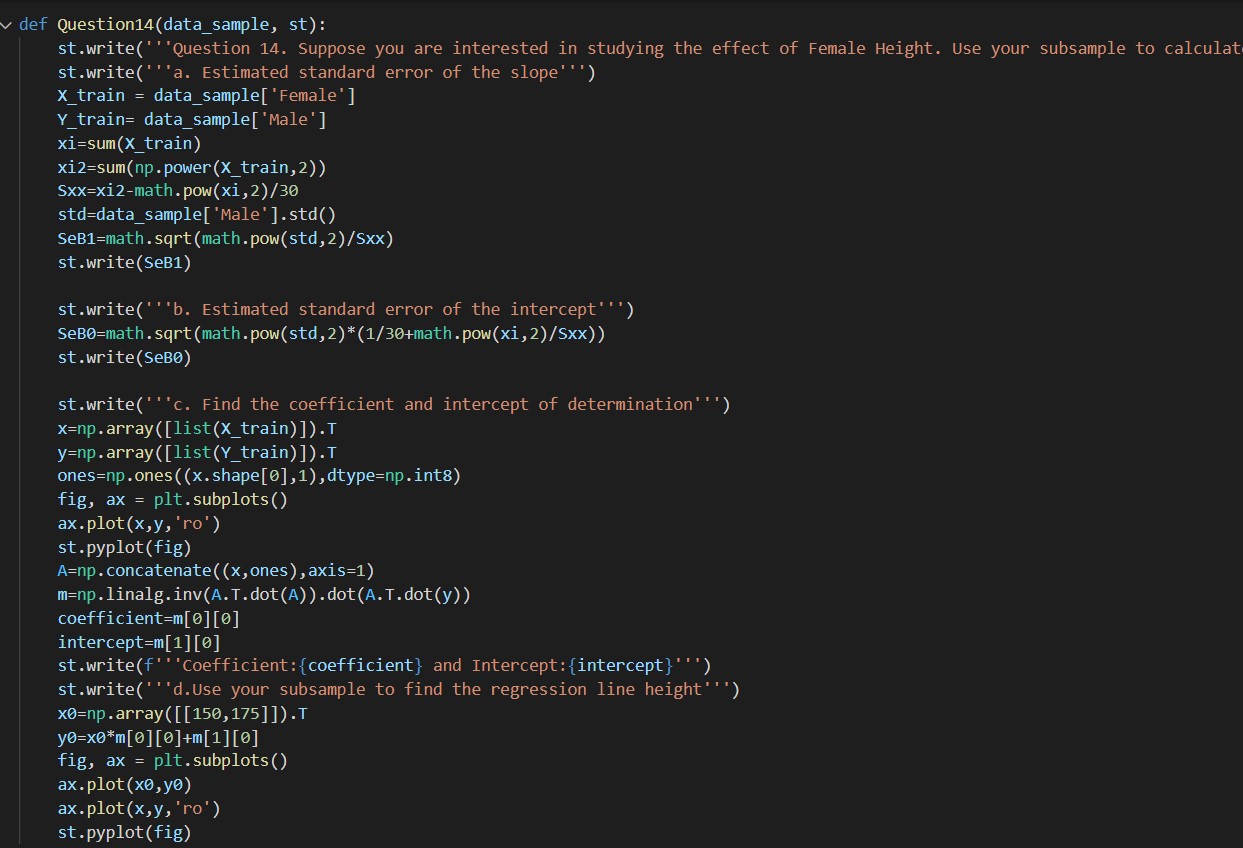 def Question14(data_sample, st):
    st.write('''Question 14. Suppose you are interested in studying the effect of Female Height. Use your subsample to calculat
    st.write('''a. Estimated standard error of the slope''')
    X_train = data_sample['Female']
    Y_train= data_sample['Male']
    xi=sum(X_train)
    xi2=sum(np.power(X_train,2))
    Sxx=xi2-math.pow(xi,2)/30
    std=data_sample['Male'].std()
    SeB1=math.sqrt(math.pow(std,2)/Sxx)
    st.write(SeB1)
    st.write('''b. Estimated standard error of the intercept''')
    SeB0=math.sqrt(math.pow(std,2)*(1/30+math.pow(xi,2)/Sxx))
    st.write(SeB0)
    st.write('''c. Find the coefficient and intercept of determination''')
    x=np.array([list(X_train)]).T
    y=np.array([list(Y_train)]).T
    ones=np.ones((x.shape[0],1),dtype=np.int8)
    fig, ax = plt.subplots()
    ax.plot(x,y,'ro')
    st.pyplot(fig)
    A=np.concatenate((x,ones),axis=1)
    m=np.linalg.inv(A.T.dot(A)).dot(A.T.dot(y))
    coefficient=m[0][0]
    intercept=m[1][0]
    st.write(f'''Coefficient:{coefficient} and Intercept:{intercept}''')
    st.write('''d.Use your subsample to find the regression line height''')
    x0=np.array([[150,175]]).T
    y0=x0*m[0][0]+m[1][0]
    fig, ax = plt.subplots()
    ax.plot(x0,y0)
    ax.plot(x,y,'ro')
    st.pyplot(fig)